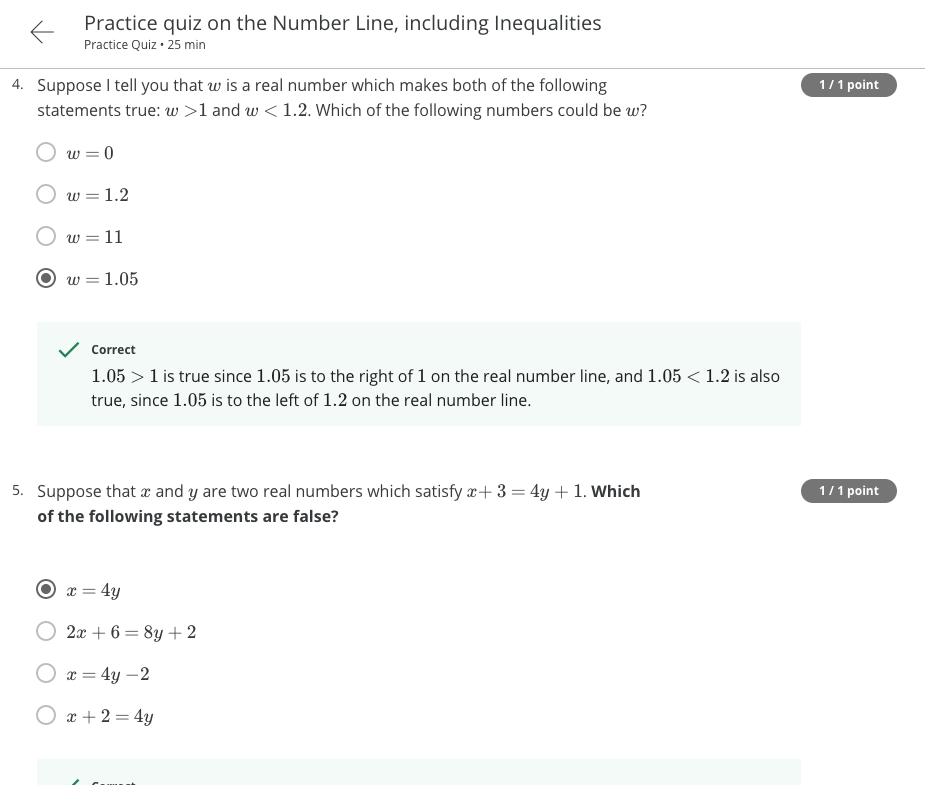 Practice quiz on the Number Line, including Inequalities
Practice Quiz • 25 min
4. Suppose I tell you that w is a real number which makes both of the following 1 / 1 point
statements true: w >1 and w < 1.2. Which of the following numbers could be w?
w = 0
w = 1.2
w = 11
w = 1.05
Correct
1.05 > 1 is true since 1.05 is to the right of 1 on the real number line, and 1.05 < 1.2 is also
true, since 1.05 is to the left of 1.2 on the real number line.
5. Suppose that x and y are two real numbers which satisfy x+ 3 = 4y + 1. Which 1 / 1 point
of the following statements are false?
x = 4y
2x + 6 = 8y + 2
x = 4y −2
x + 2 = 4y
Correct